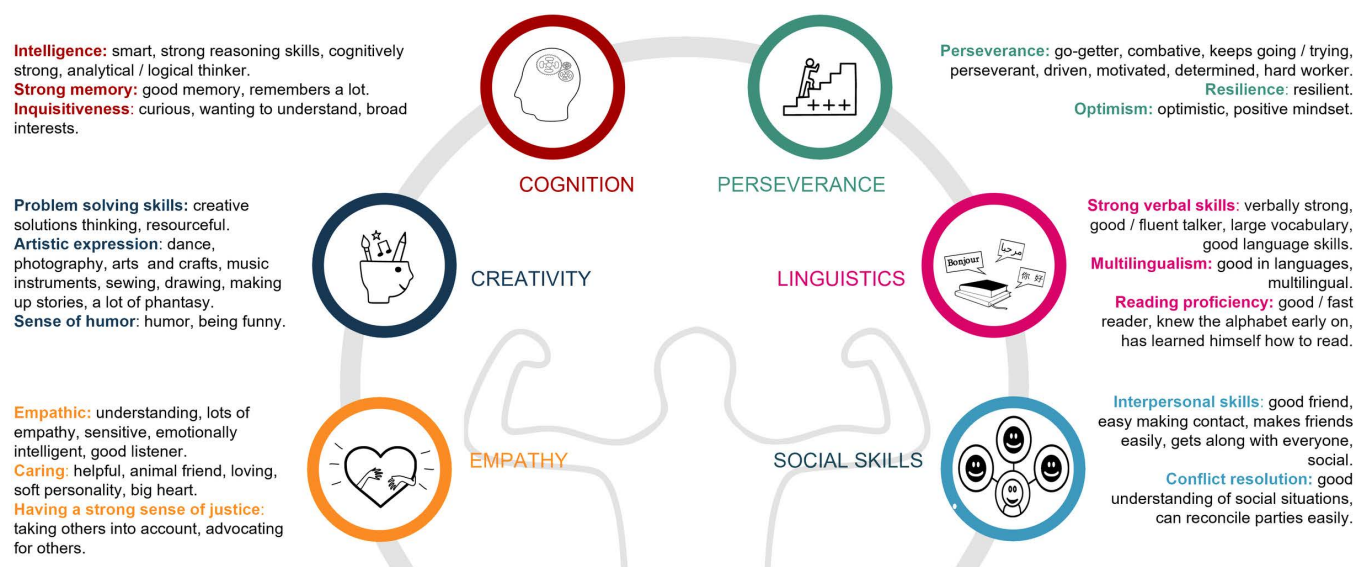 Intelligence: smart, strong reasoning skills, cognitively
strong, analytical / logical thinker.
Strong memory: good memory, remembers a lot.
Inquisitiveness: curious, wanting to understand, broad
interests.
COGNITION
Perseverance: go-getter, combative, keeps going / trying,
perseverant, driven, motivated, determined, hard worker.
Resilience: resilient.
Optimism: optimistic, positive mindset.
PERSEVERANCE
Problem solving skills: creative
solutions thinking, resourceful.
Artistic expression: dance,
photography, arts and crafts, music
instruments, sewing, drawing, making
up stories, a lot of phantasy.
Sense of humor: humor, being funny.
CREATIVITY
LINGUISTICS
Bonjour
مرحبا
你 好
Strong verbal skills: verbally strong,
good / fluent talker, large vocabulary,
good language skills.
Multilingualism: good in languages,
multilingual.
Reading proficiency: good / fast
reader, knew the alphabet early on,
has learned himself how to read.
Empathic: understanding, lots of
empathy, sensitive, emotionally
intelligent, good listener.
Caring: helpful, animal friend, loving,
soft personality, big heart.
Having a strong sense of justice:
taking others into account, advocating
for others.
EMPATHY
SOCIAL SKILLS
Interpersonal skills: good friend,
easy making contact, makes friends
easily, gets along with everyone,
social.
Conflict resolution: good
understanding of social situations,
can reconcile parties easily.